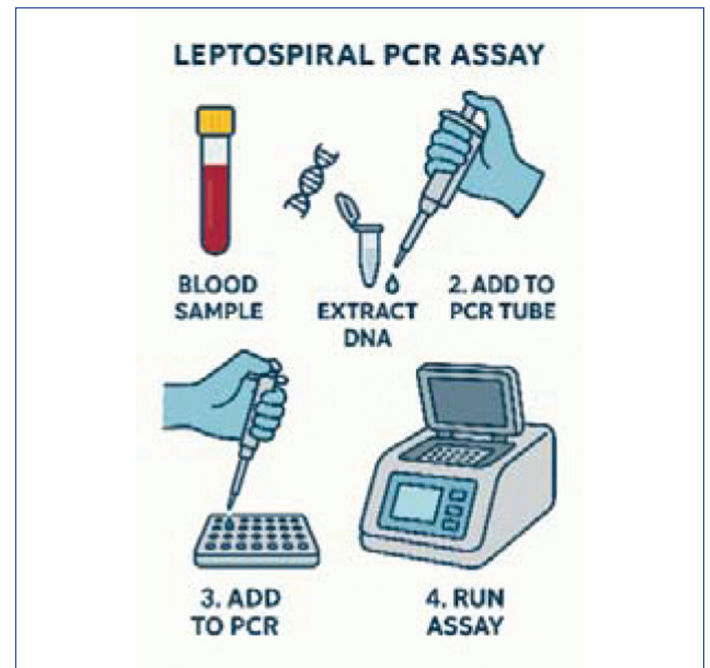 LEPTOSPIRAL PCR ASSAY
BLOOD
SAMPLE
EXTRACT
DNA
2. ADD TO
PCR TUBE
3. ADD
TO PCR
4. RUN
ASSAY